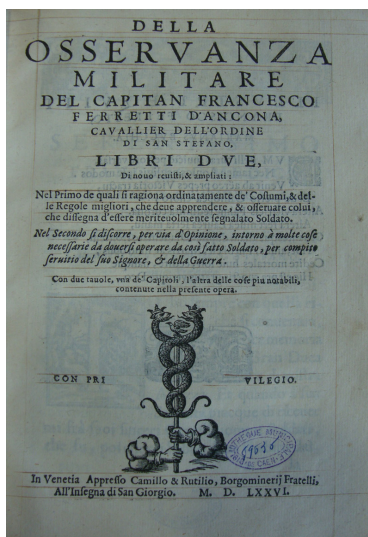 DELLA
OSSERVANZA
MILITARE
DEL CAPITAN FRANCESCO
FERRETTI D'ANCONA,
CAVALLIER DELL'ORDINE
DI SAN STEFANO,
LIBRI DVE,
Di nouo reuisti, & ampliati:
Nel Primo de quali si ragiona ordinatamente de' Costumi, & del-
le Regole migliori, che deue apprendere, & osseruare colui,
che dissegna d'essere meriteuolmente segnalato Soldato.
Nel Secondo si discorre, per via d'Opinione, intorno à molte cose
necessarie da douersi operare da così fatto Soldato, per compito
seruitio del suo Signore, & della Guerra.
Con due tauole, vna de' Capitoli, l'altra delle cose piu notabili,
contenute nella presente opera.
CON PRI VILEGIO.
In Venetia Appresso Camillo & Rutilio, Borgominerij Fratelli,
All'Insegna di San Giorgio. M. D. LXXVI.